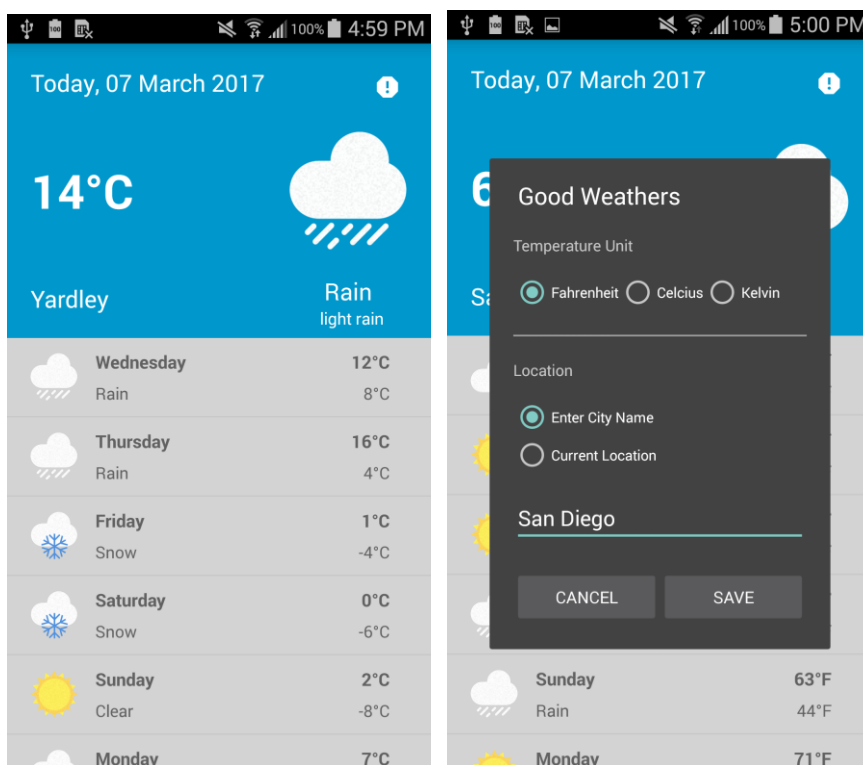 100% 4:59 PM
Today, 07 March 2017
14°C
Yardley
Rain
light rain
Wednesday 12°C
Rain 8°C
Thursday 16°C
Rain 4°C
Friday 1°C
Snow -4°C
Saturday 0°C
Snow -6°C
Sunday 2°C
Clear -8°C
Monday 7°C
100% 5:00 PM
Today, 07 March 2017
6
Sa
Good Weathers
Temperature Unit
Fahrenheit Celcius Kelvin
Location
Enter City Name
Current Location
San Diego
CANCEL SAVE
Sunday 63°F
Rain 44°F
Monday 71°F